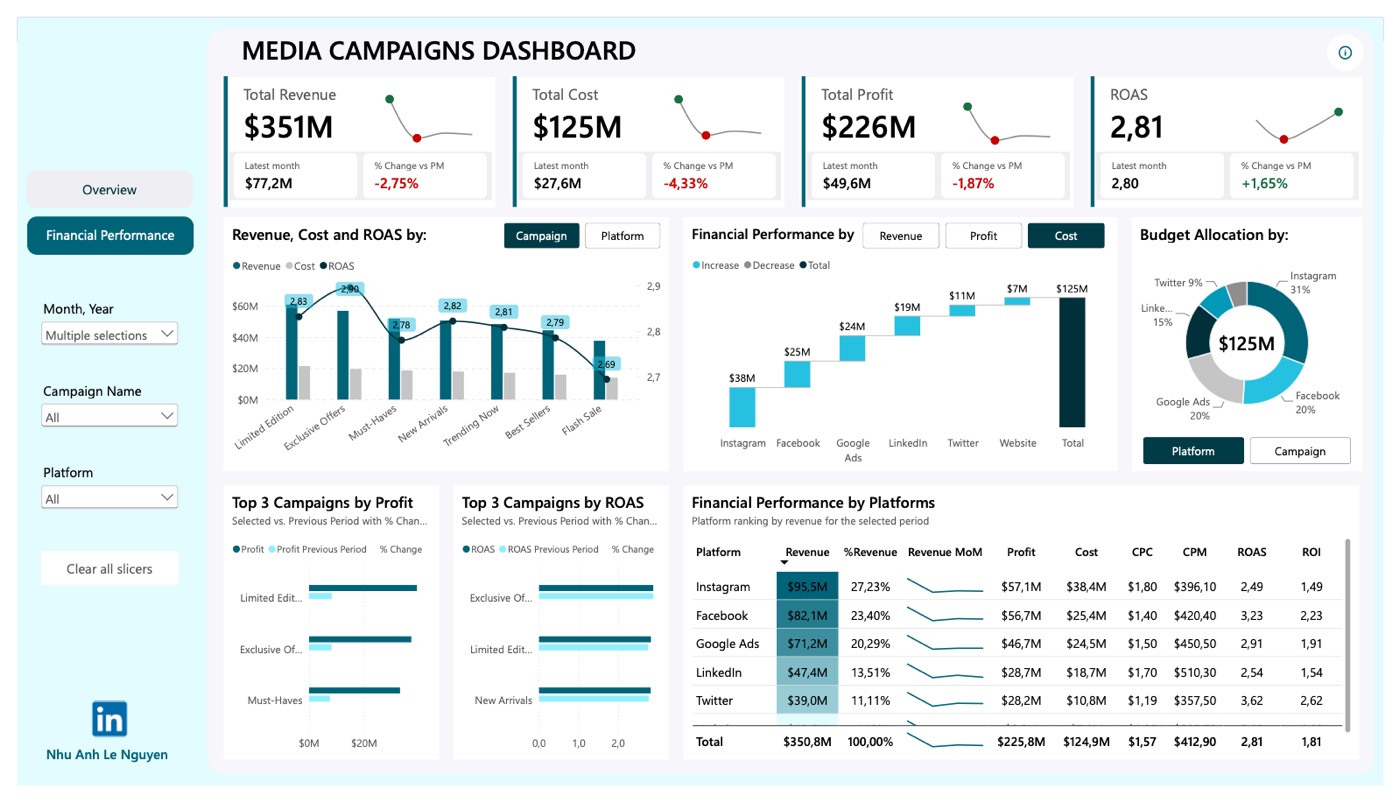 MEDIA CAMPAIGNS DASHBOARD
Overview
Financial Performance
Month, Year
Multiple selections
Campaign Name
All
Platform
All
Clear all slicers
in
Nhu Anh Le Nguyen
Total Revenue
$351M
Latest month
$77,2M
% Change vs PM
-2,75%
Total Cost
$125M
Latest month
$27,6M
% Change vs PM
-4,33%
Total Profit
$226M
Latest month
$49,6M
% Change vs PM
-1,87%
ROAS
2,81
Latest month
2,80
% Change vs PM
+1,65%
Revenue, Cost and ROAS by:
Campaign
Platform
Revenue Cost ROAS
$60M
$40M
$20M
$0M
2,83
2,90
2,78
2,82
2,81
2,79
2,69
2,9
2,8
2,7
Limited Edition
Exclusive Offers
Must-Haves
New Arrivals
Trending Now
Best Sellers
Flash Sale
Financial Performance by
Revenue
Profit
Cost
Increase Decrease Total
$38M
$25M
$24M
$19M
$11M
$7M
$125M
Instagram
Facebook
Google
Ads
LinkedIn
Twitter
Website
Total
Budget Allocation by:
Twitter 9%
Instagram
31%
Linke...
15%
$125M
Google Ads
20%
Facebook
20%
Platform
Campaign
Top 3 Campaigns by Profit
Selected vs. Previous Period with % Chan...
Profit Profit Previous Period % Change
Limited Edit...
Exclusive Of...
Must-Haves
$0M $20M
Top 3 Campaigns by ROAS
Selected vs. Previous Period with % Chan...
ROAS ROAS Previous Period % Change
Exclusive Of...
Limited Edit...
New Arrivals
0,0 1,0 2,0
Financial Performance by Platforms
Platform ranking by revenue for the selected period
Platform Revenue %Revenue Revenue MoM Profit Cost CPC CPM ROAS ROI
Instagram $95,5M 27,23% $57,1M $38,4M $1,80 $396,10 2,49 1,49
Facebook $82,1M 23,40% $56,7M $25,4M $1,40 $420,40 3,23 2,23
Google Ads $71,2M 20,29% $46,7M $24,5M $1,50 $450,50 2,91 1,91
LinkedIn $47,4M 13,51% $28,7M $18,7M $1,70 $510,30 2,54 1,54
Twitter $39,0M 11,11% $28,2M $10,8M $1,19 $357,50 3,62 2,62
Total $350,8M 100,00% $225,8M $124,9M $1,57 $412,90 2,81 1,81